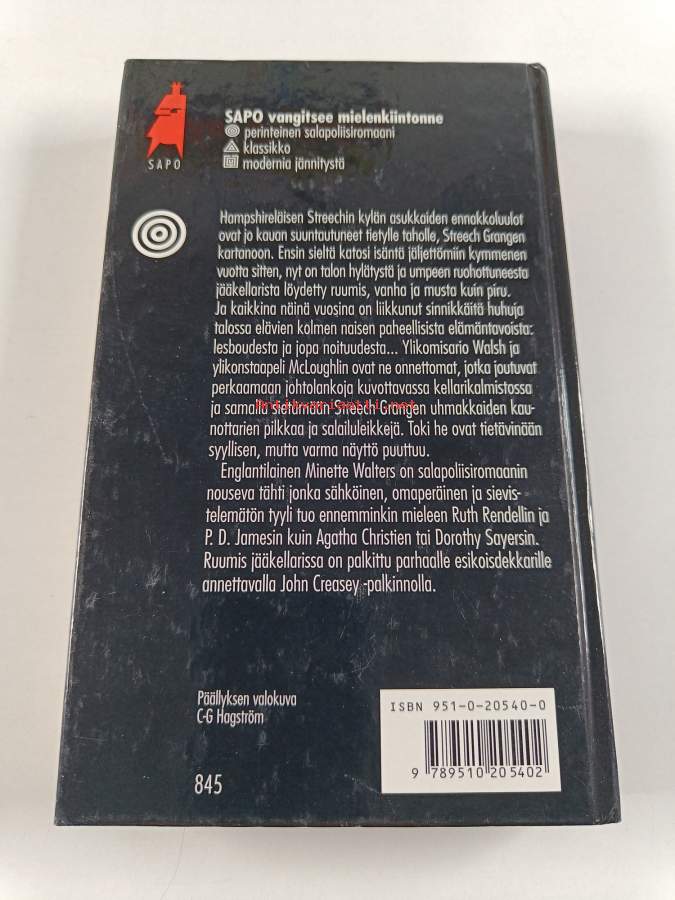 SAPO vangitsee mielenkiintonne
perinteinen salapoliisiromaani
klassikko
modernia jännitystä
SAPO
Hampshireläisen Streechin kylän asukkaiden ennakkoluulot
ovat jo kauan suuntautuneet tietylle taholle, Streech Grangen
kartanoon. Ensin sieltä katosi isäntä jäljettömiin kymmenen
vuotta sitten, nyt on talon hylätystä ja umpeen ruohottuneesta
jääkellarista löydetty ruumis, vanha ja musta kuin piru.
Ja kaikkina näinä vuosina on liikkunut sinnikkäitä huhuja
talossa elävien kolmen naisen paheellisista elämäntavoista:
lesboudesta ja jopa noituudesta... Ylikomisario Walsh ja
ylikonstaapeli McLoughlin ovat ne onnettomat, jotka joutuvat
perkaamaan johtolankoja kuvottavassa kellarikalmistossa
antikvariaatti.net
ja samalla sietämään Streech Grangen uhmakkaiden kau-
nottarien pilkkaa ja salailuleikkejä. Toki he ovat tietävinään
syyllisen, mutta varma näyttö puuttuu.
Englantilainen Minette Walters on salapoliisiromaanin
nouseva tähti jonka sähköinen, omaperäinen ja sievis-
telemätön tyyli tuo ennemminkin mieleen Ruth Rendellin ja
P. D. Jamesin kuin Agatha Christien tai Dorothy Sayersin.
Ruumis jääkellarissa on palkittu parhaalle esikoisdekkarille
annettavalla John Creasey -palkinnolla.
Päällyksen valokuva
C-G Hagström
845
ISBN 951-0-20540-0
9 789510 205402